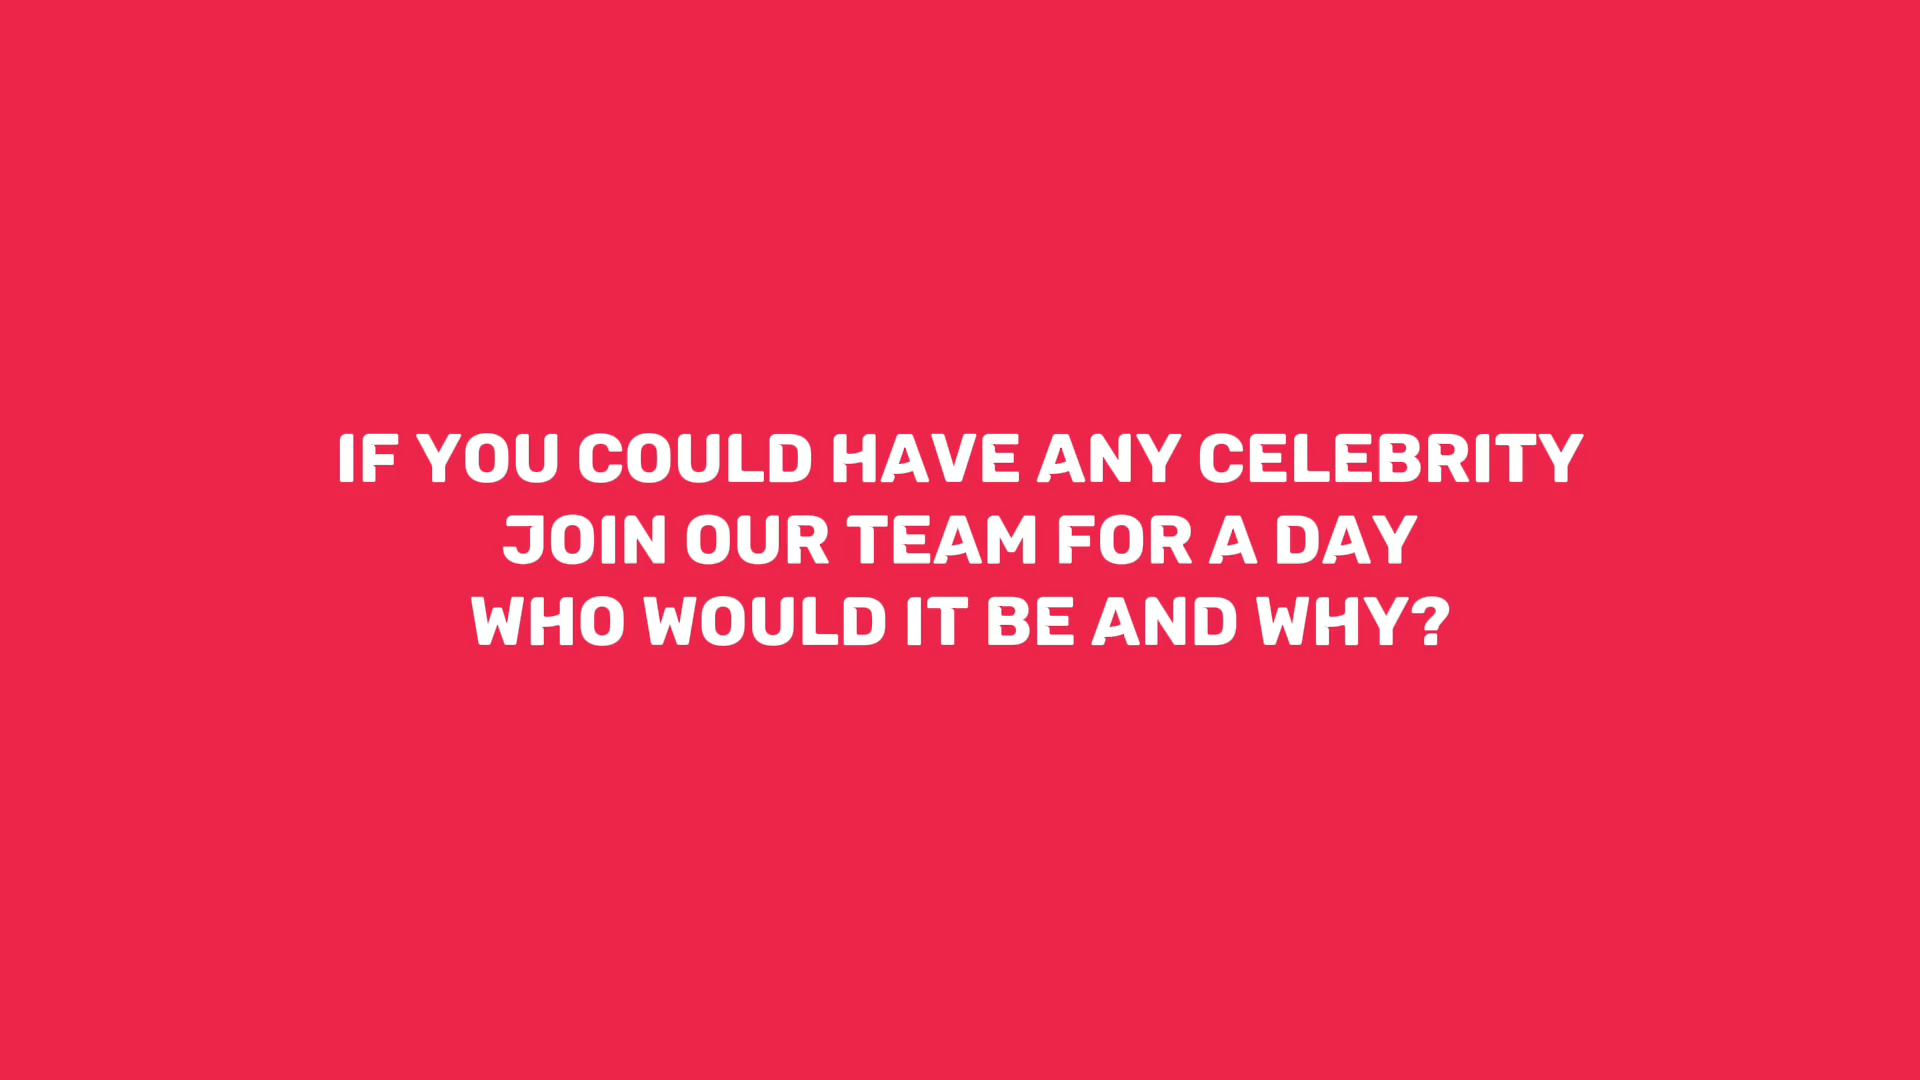 IF YOU COULD HAVE ANY CELEBRITY
JOIN OUR TEAM FOR A DAY
WHO WOULD IT BE AND WHY?